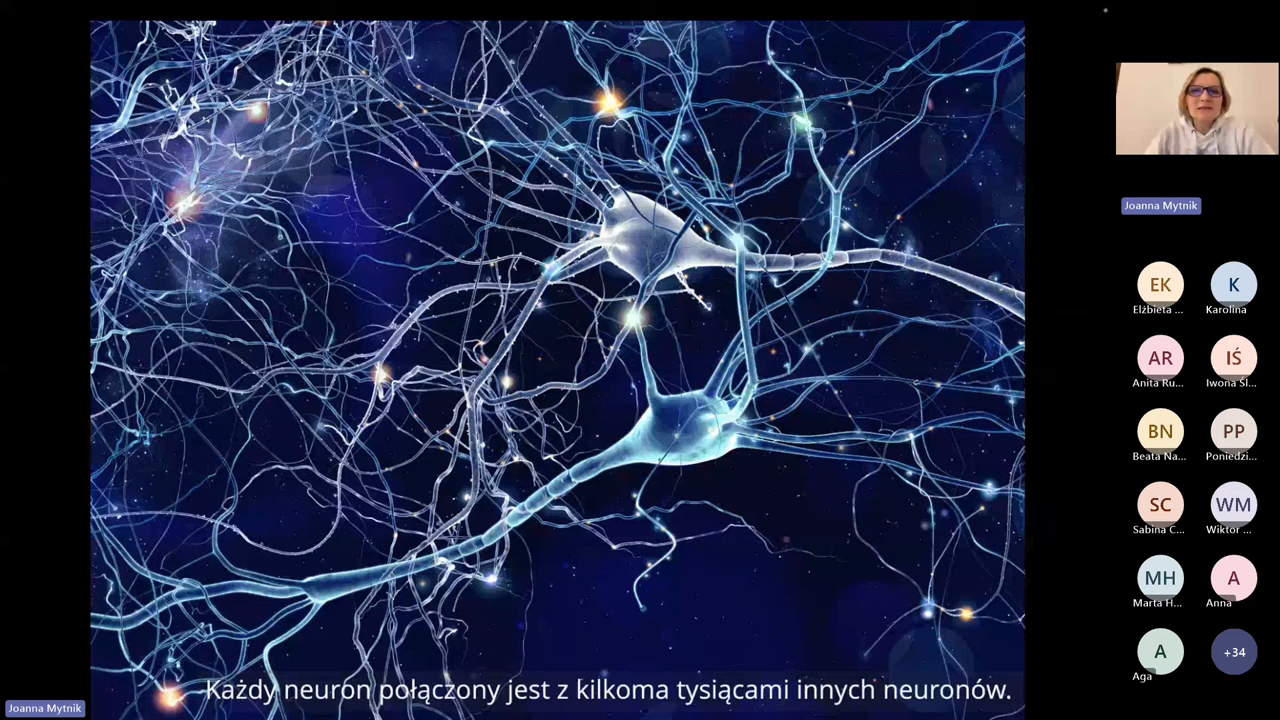 Każdy neuron połączony jest z kilkoma tysiącami innych neuronów.
Joanna Mytnik
Joanna Mytnik
EK
K
Elżbieta ...
Karolina
AR
IŚ
Anita Ru...
Iwona Śl...
BN
PP
Beata Na...
Poniedzi...
SC
WM
Sabina C...
Wiktor ...
MH
A
Marta H...
Anna
A
+34
Aga